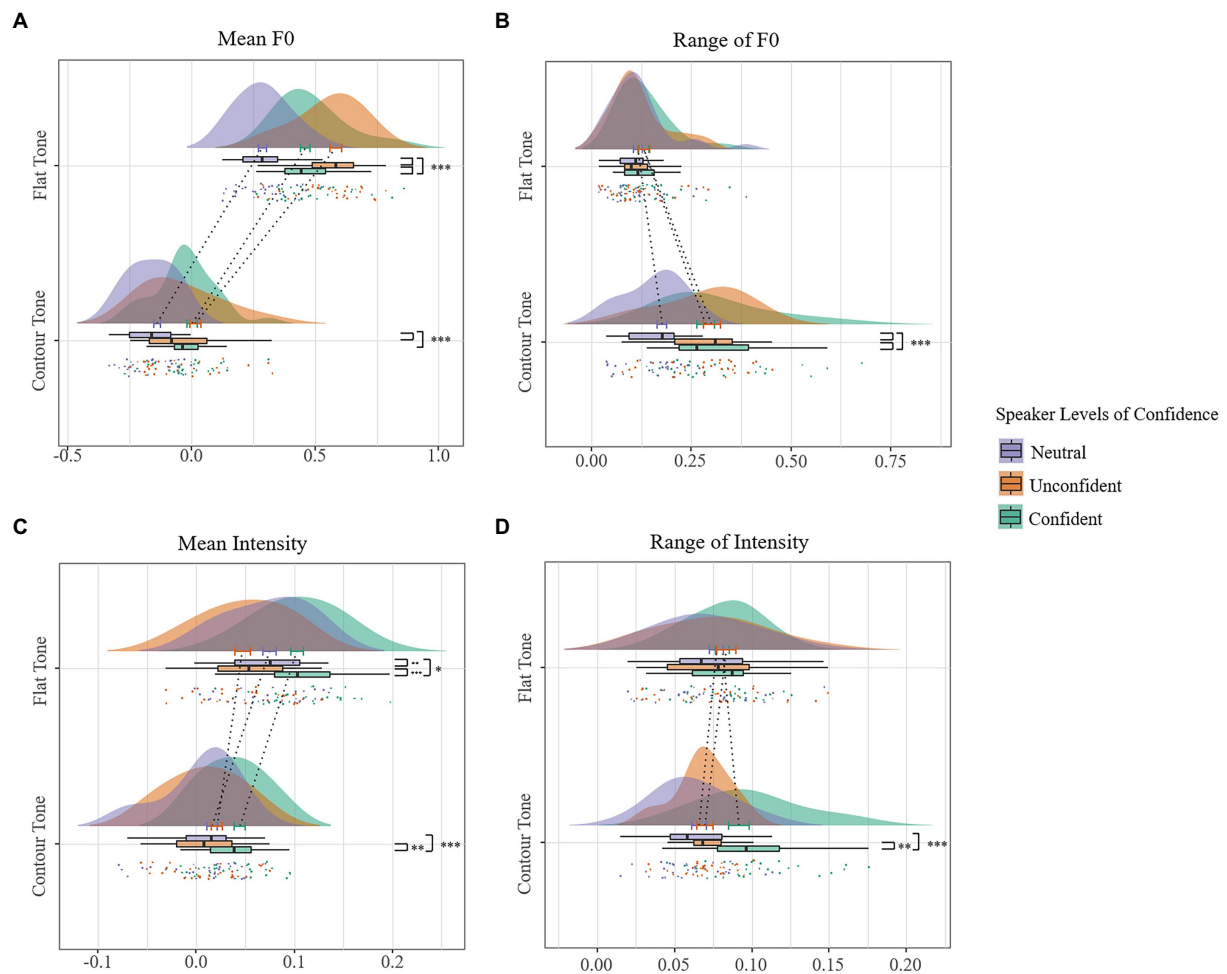 A
B
Mean F0
Range of F0
Flat Tone
***
Contour Tone
***
-0.5
0.0
0.5
1.0
Flat Tone
Contour Tone
***
0.00
0.25
0.50
0.75
Speaker Levels of Confidence
Neutral
Unconfident
Confident
C
D
Mean Intensity
Range of Intensity
Flat Tone
**
***
*
Contour Tone
**
***
-0.1
0.0
0.1
0.2
Flat Tone
Contour Tone
**
***
0.00
0.05
0.10
0.15
0.20